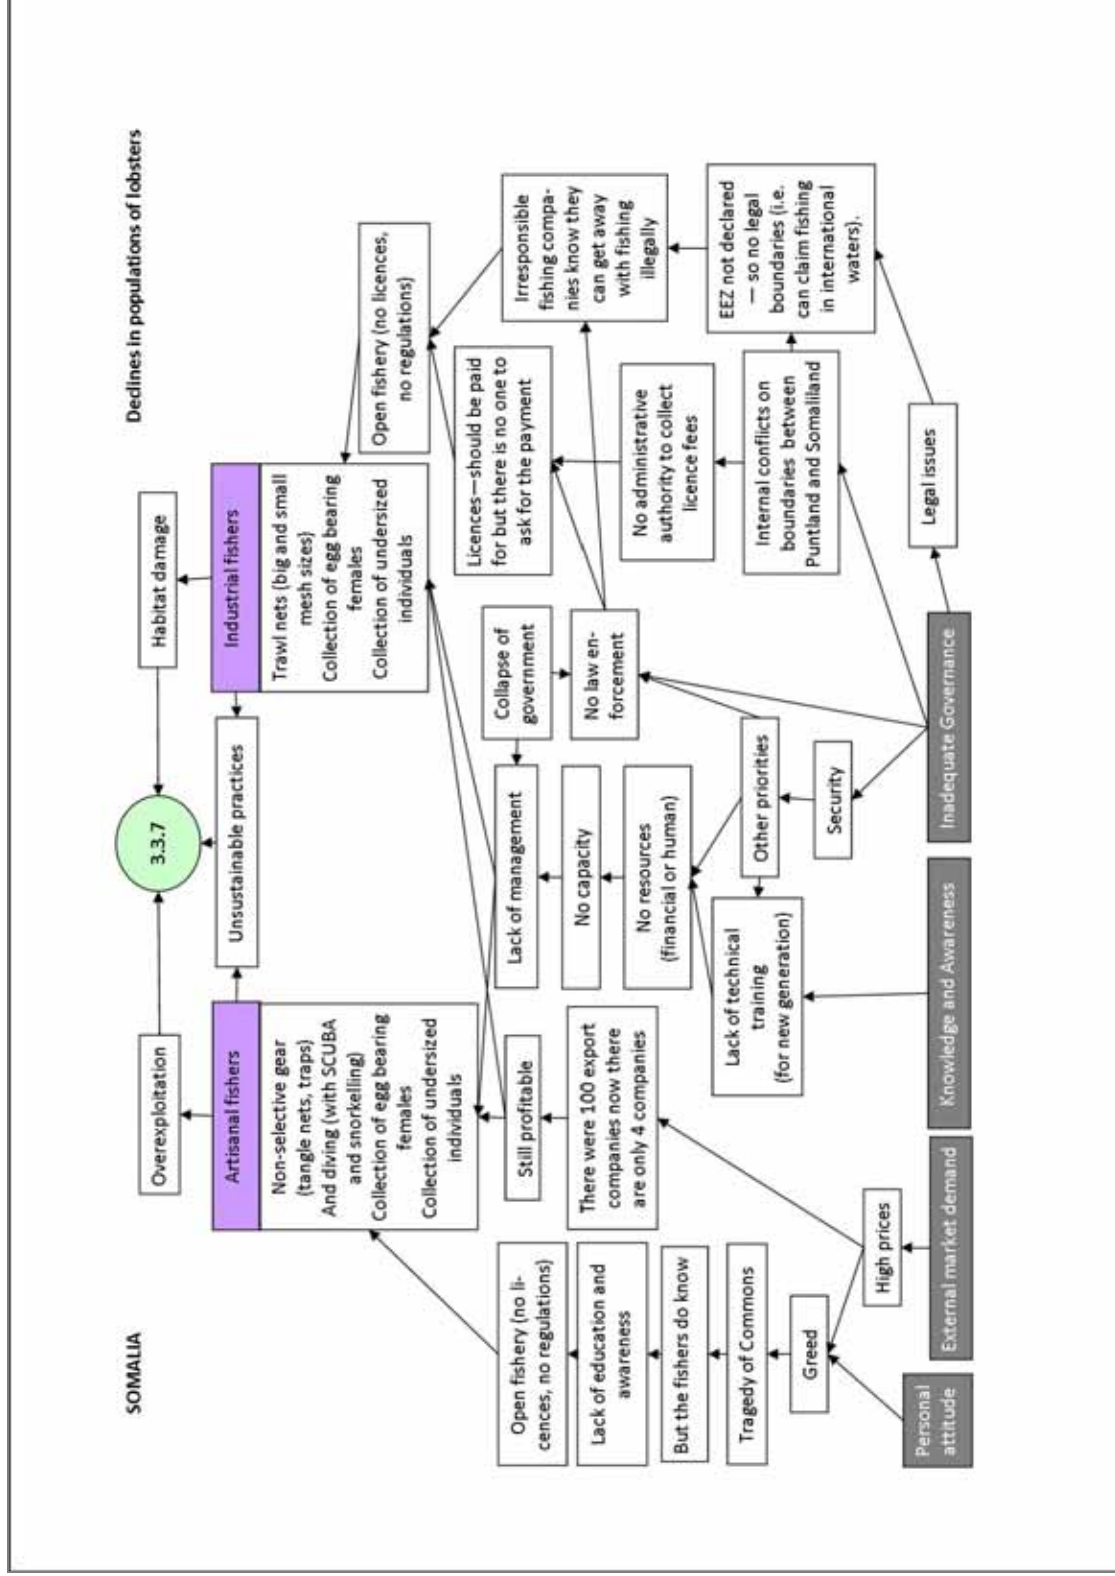 SOMALIA
Declines in populations of lobsters
3.3.7
Overexploitation
Habitat damage
Unsustainable practices
Artisanal fishers
Non-selective gear
(tangle nets, traps)
And diving (with SCUBA
and snorkelling)
Collection of egg bearing
females
Collection of undersized
individuals
Industrial fishers
Trawl nets (big and small
mesh sizes)
Collection of egg bearing
females
Collection of undersized
individuals
Open fishery (no licences,
no regulations)
Open fishery (no li-
cences, no regulations)
Lack of education and
awareness
But the fishers do know
Tragedy of Commons
Greed
Personal
attitude
Still profitable
There were 100 export
companies now there
are only 4 companies
High prices
External market demand
Lack of management
No capacity
No resources
(financial or human)
Lack of technical
training
(for new generation)
Knowledge and Awareness
Collapse of
government
No law en-
forcement
Other priorities
Security
Inadequate Governance
Licences—should be paid
for but there is no one to
ask for the payment
No administrative
authority to collect
licence fees
Internal conflicts on
boundaries between
Puntland and Somaliland
Irresponsible
fishing compa-
nies know they
can get away
with fishing
illegally
EEZ not declared
— so no legal
boundaries (i.e.
can claim fishing
in international
waters).
Legal issues